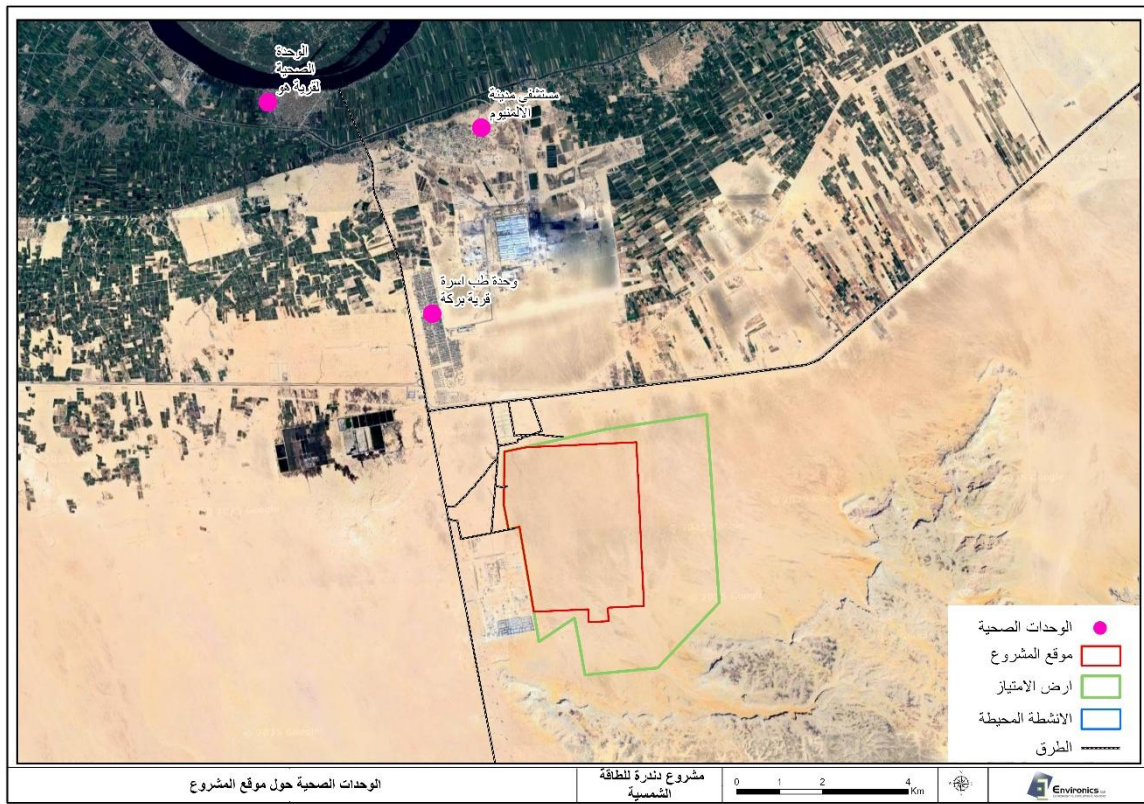 الوحدة
الصحية
لقرية هو
مستشفى مدينة
الالمنيوم
وحدة طب اسرة
قرية بركة
الوحدات الصحية
موقع المشروع
ارض الامتياز
الانشطة المحيطة
الطرق
الوحدات الصحية حول موقع المشروع
مشروع دندرة للطاقة
الشمسية
0 1 2 4
Km
Environics